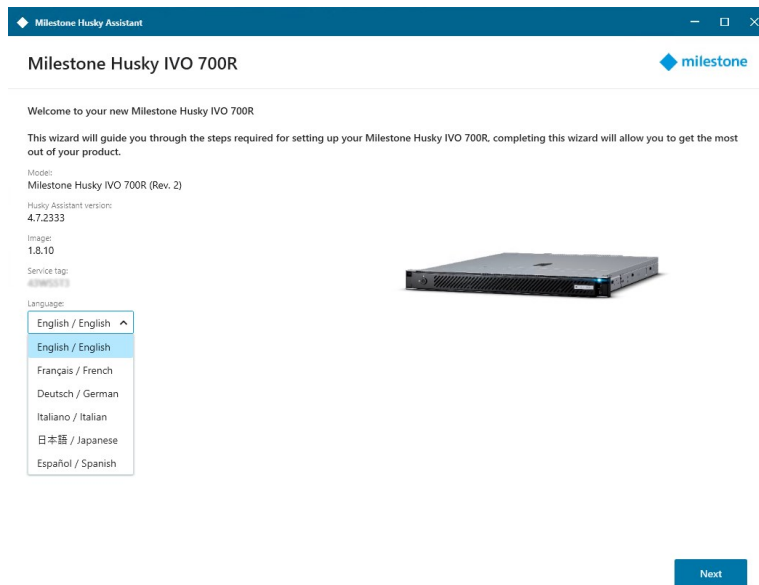 Milestone Husky Assistant
Milestone Husky IVO 700R
milestone
Welcome to your new Milestone Husky IVO 700R
This wizard will guide you through the steps required for setting up your Milestone Husky IVO 700R, completing this wizard will allow you to get the most
out of your product.
Model:
Milestone Husky IVO 700R (Rev. 2)
Husky Assistant version:
4.7.2333
Image:
1.8.10
Service tag:
Language:
English / English
English / English
Français / French
Deutsch / German
Italiano / Italian
日本語 / Japanese
Español / Spanish
Next